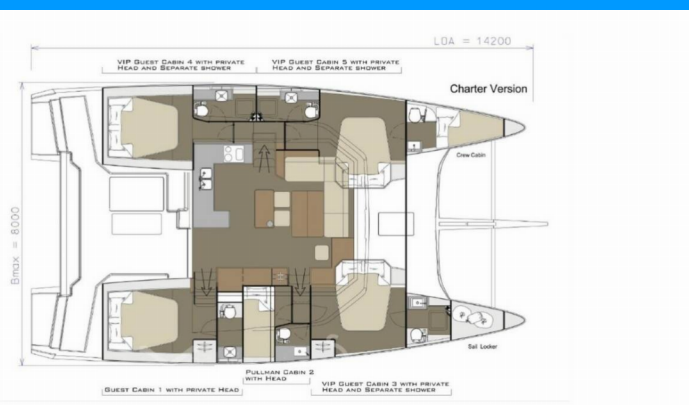 LOA = 14200
VIP Guest Cabin 4 with private
Head and Separate shower
VIP Guest Cabin 5 with private
Head and Separate shower
Charter Version
Crew Cabin
Bmax = 8000
Sail Locker
Pullman Cabin 2
with Head
Guest Cabin 1 with private Head
VIP Guest Cabin 3 with private
Head and Separate shower